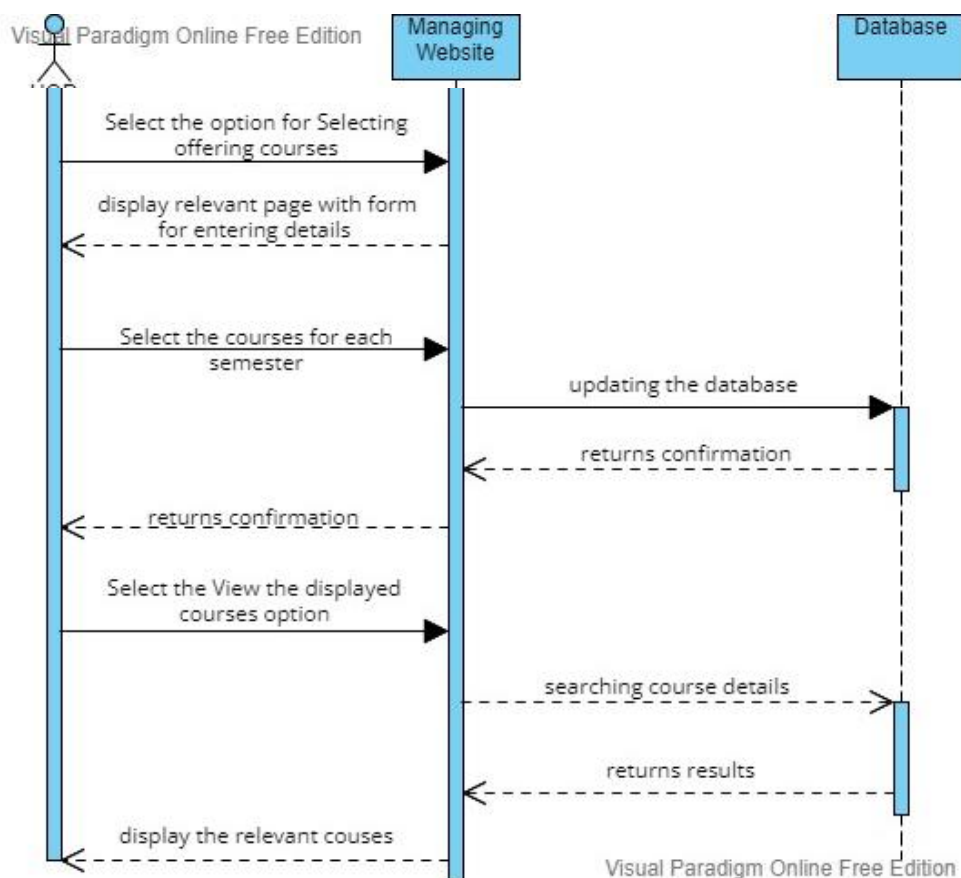 Visual Paradigm Online Free Edition
Managing
Website
Database
Select the option for Selecting
offering courses
display relevant page with form
for entering details
Select the courses for each
semester
updating the database
returns confirmation
returns confirmation
Select the View the displayed
courses option
searching course details
returns results
display the relevant couses
Visual Paradigm Online Free Edition